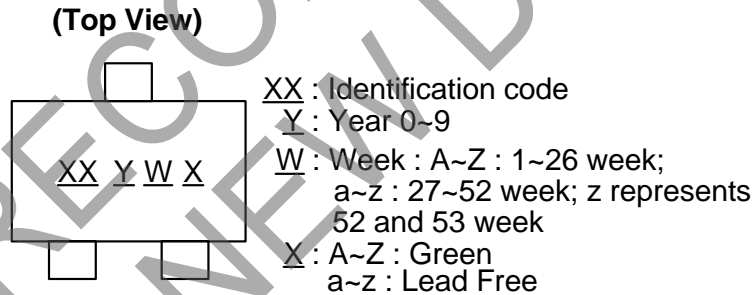 (Top View)
XX Y W X
XX : Identification code
Y : Year 0~9
W : Week : A~Z : 1~26 week;
a~z : 27~52 week; z represents
52 and 53 week
X : A~Z : Green
a~z : Lead Free